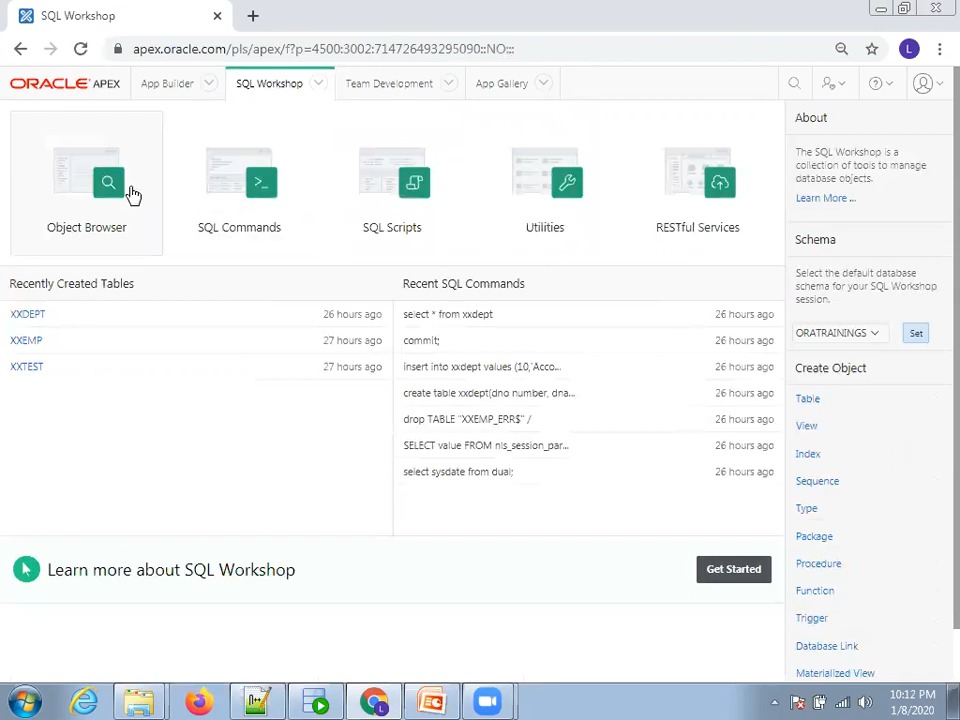 SQL Workshop
apex.oracle.com/pls/apex/f?p=4500:3002:714726493295090::NO:::
L
ORACLE APEX
App Builder
SQL Workshop
Team Development
App Gallery
Object Browser
SQL Commands
SQL Scripts
Utilities
RESTful Services
Recently Created Tables
XXDEPT 26 hours ago
XXEMP 27 hours ago
XXTEST 27 hours ago
Recent SQL Commands
select * from xxdept 26 hours ago
commit; 26 hours ago
insert into xxdept values (10,'Acco... 26 hours ago
create table xxdept(dno number, dna... 26 hours ago
drop TABLE "XXEMP_ERR$" / 26 hours ago
SELECT value FROM nls_session_par... 26 hours ago
select sysdate from dual; 26 hours ago
Learn more about SQL Workshop
Get Started
About
The SQL Workshop is a
collection of tools to manage
database objects.
Learn More ...
Schema
Select the default database
schema for your SQL Workshop
session.
ORATRAININGS
Set
Create Object
Table
View
Index
Sequence
Type
Package
Procedure
Function
Trigger
Database Link
Materialized View
10:12 PM
1/8/2020